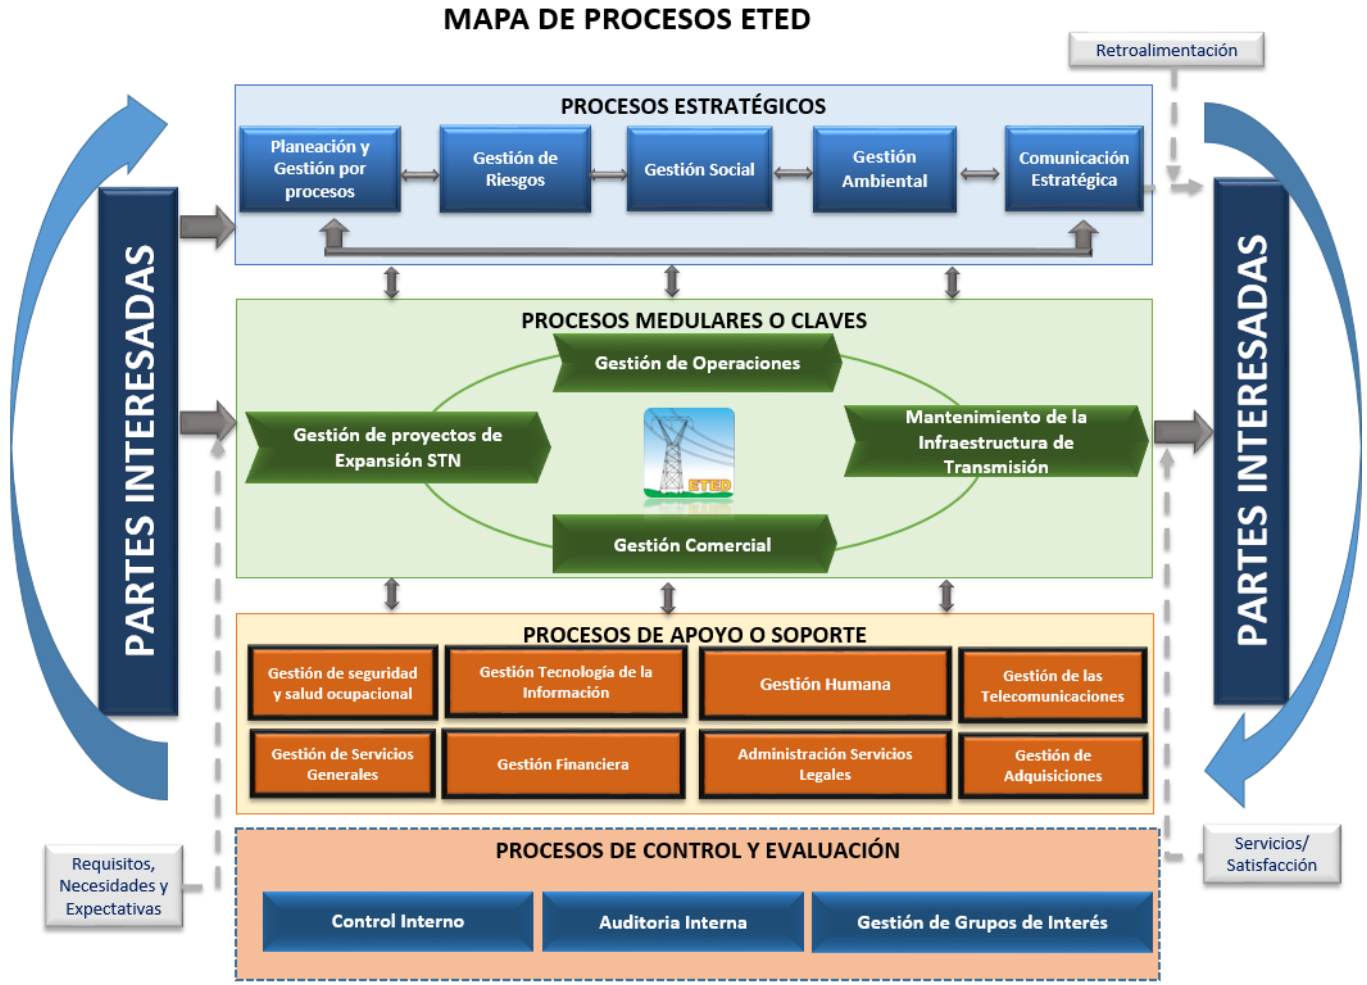 MAPA DE PROCESOS ETED
Retroalimentación
PROCESOS ESTRATÉGICOS
Planeación y
Gestión por
procesos
Gestión de
Riesgos
Gestión Social
Gestión
Ambiental
Comunicación
Estratégica
PARTES INTERESADAS
PROCESOS MEDULARES O CLAVES
Gestión de Operaciones
Gestión de proyectos de
Expansión STN
ETED
Mantenimiento de la
Infraestructura de
Transmisión
Gestión Comercial
PARTES INTERESADAS
PROCESOS DE APOYO O SOPORTE
Gestión de seguridad
y salud ocupacional
Gestión Tecnología de la
Información
Gestión Humana
Gestión de las
Telecomunicaciones
Gestión de Servicios
Generales
Gestión Financiera
Administración Servicios
Legales
Gestión de
Adquisiciones
Requisitos,
Necesidades y
Expectativas
Servicios/
Satisfacción
PROCESOS DE CONTROL Y EVALUACIÓN
Control Interno
Auditoria Interna
Gestión de Grupos de Interés